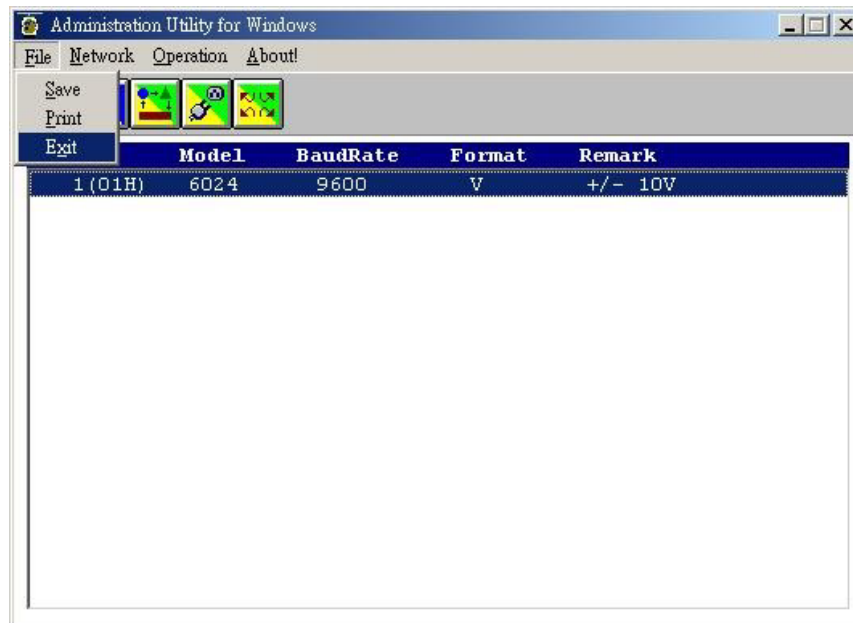 Administration Utility for Windows
File Network Operation About!
Save
Print
Exit
Model BaudRate Format Remark
1(01H) 6024 9600 V +/- 10V